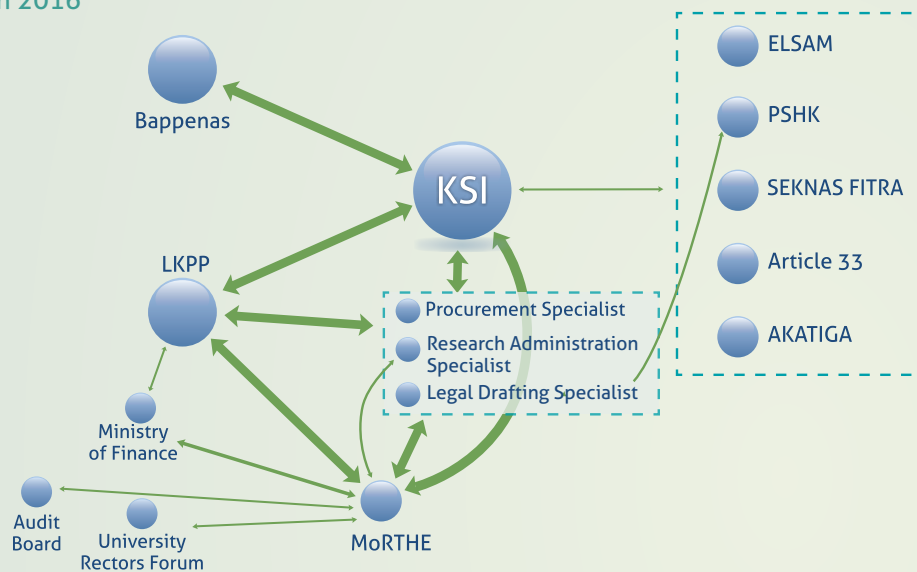 2016
ELSAM
PSHK
SEKNAS FITRA
Article 33
AKATIGA
Bappenas
KSI
LKPP
Procurement Specialist
Research Administration
Specialist
Legal Drafting Specialist
Ministry
of Finance
Audit
Board
University
Rectors Forum
MoRTHE